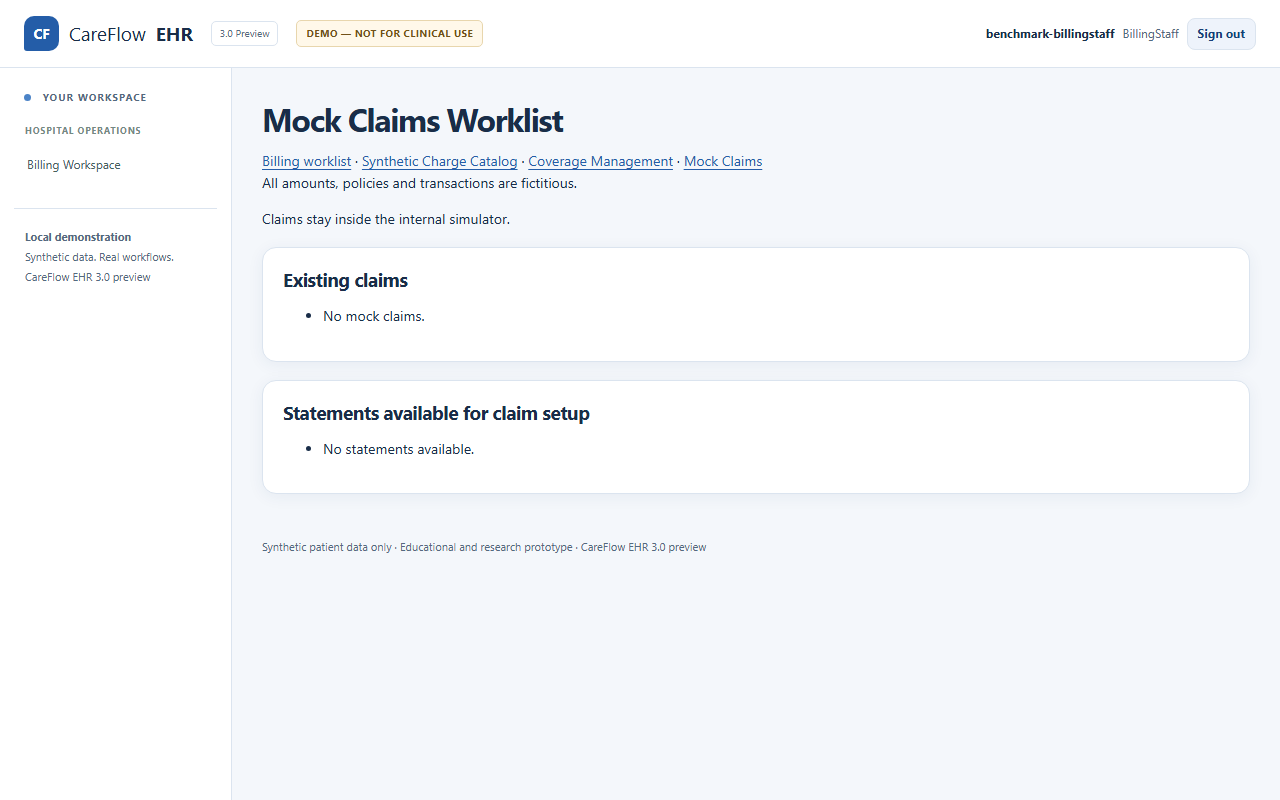 CF CareFlow EHR 3.0 Preview DEMO — NOT FOR CLINICAL USE benchmark-billingstaff BillingStaff Sign out
YOUR WORKSPACE
HOSPITAL OPERATIONS
Billing Workspace
Local demonstration
Synthetic data. Real workflows.
CareFlow EHR 3.0 preview
Mock Claims Worklist
Billing worklist · Synthetic Charge Catalog · Coverage Management · Mock Claims
All amounts, policies and transactions are fictitious.
Claims stay inside the internal simulator.
Existing claims
• No mock claims.
Statements available for claim setup
• No statements available.
Synthetic patient data only · Educational and research prototype · CareFlow EHR 3.0 preview